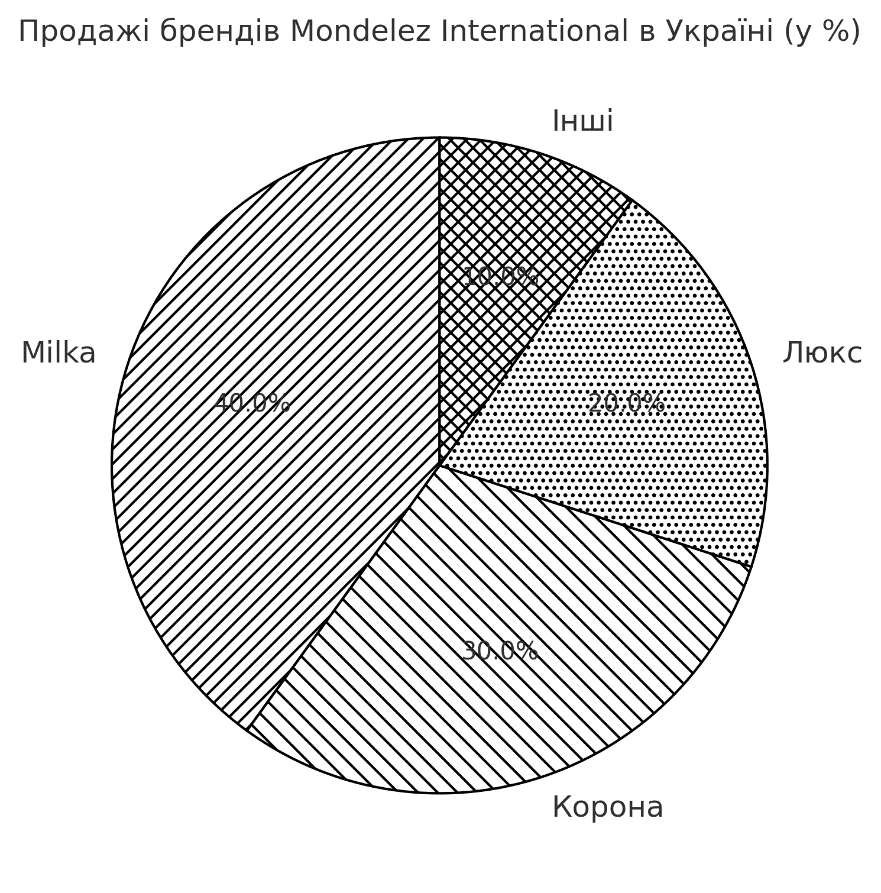 Продажі брендів Mondelez International в Україні (у %)
Інші
10.0%
Milka
Люкс
40.0%
20.0%
30.0%
Корона